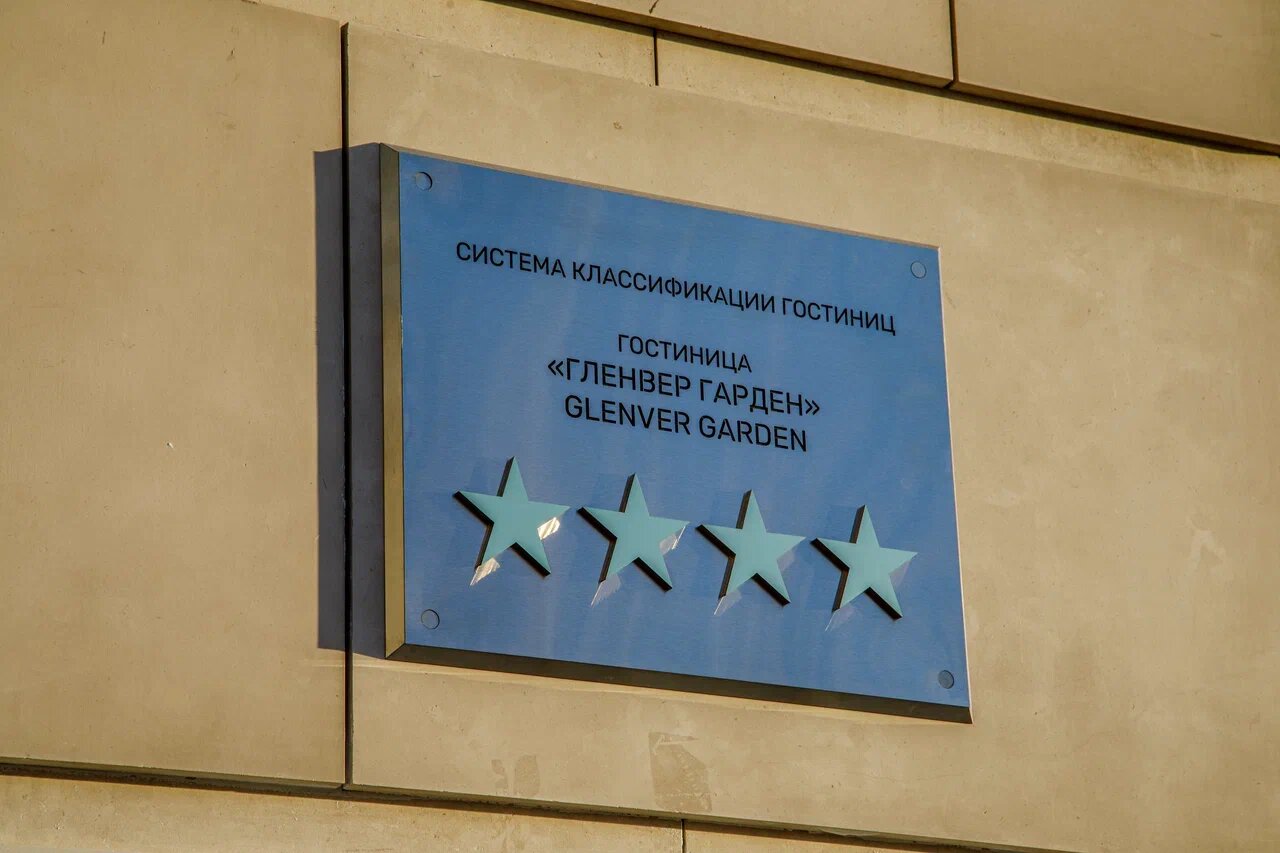 СИСТЕМА КЛАССИФИКАЦИИ ГОСТИНИЦ
ГОСТИНИЦА
«ГЛЕНВЕР ГАРДЕН»
GLENVER GARDEN